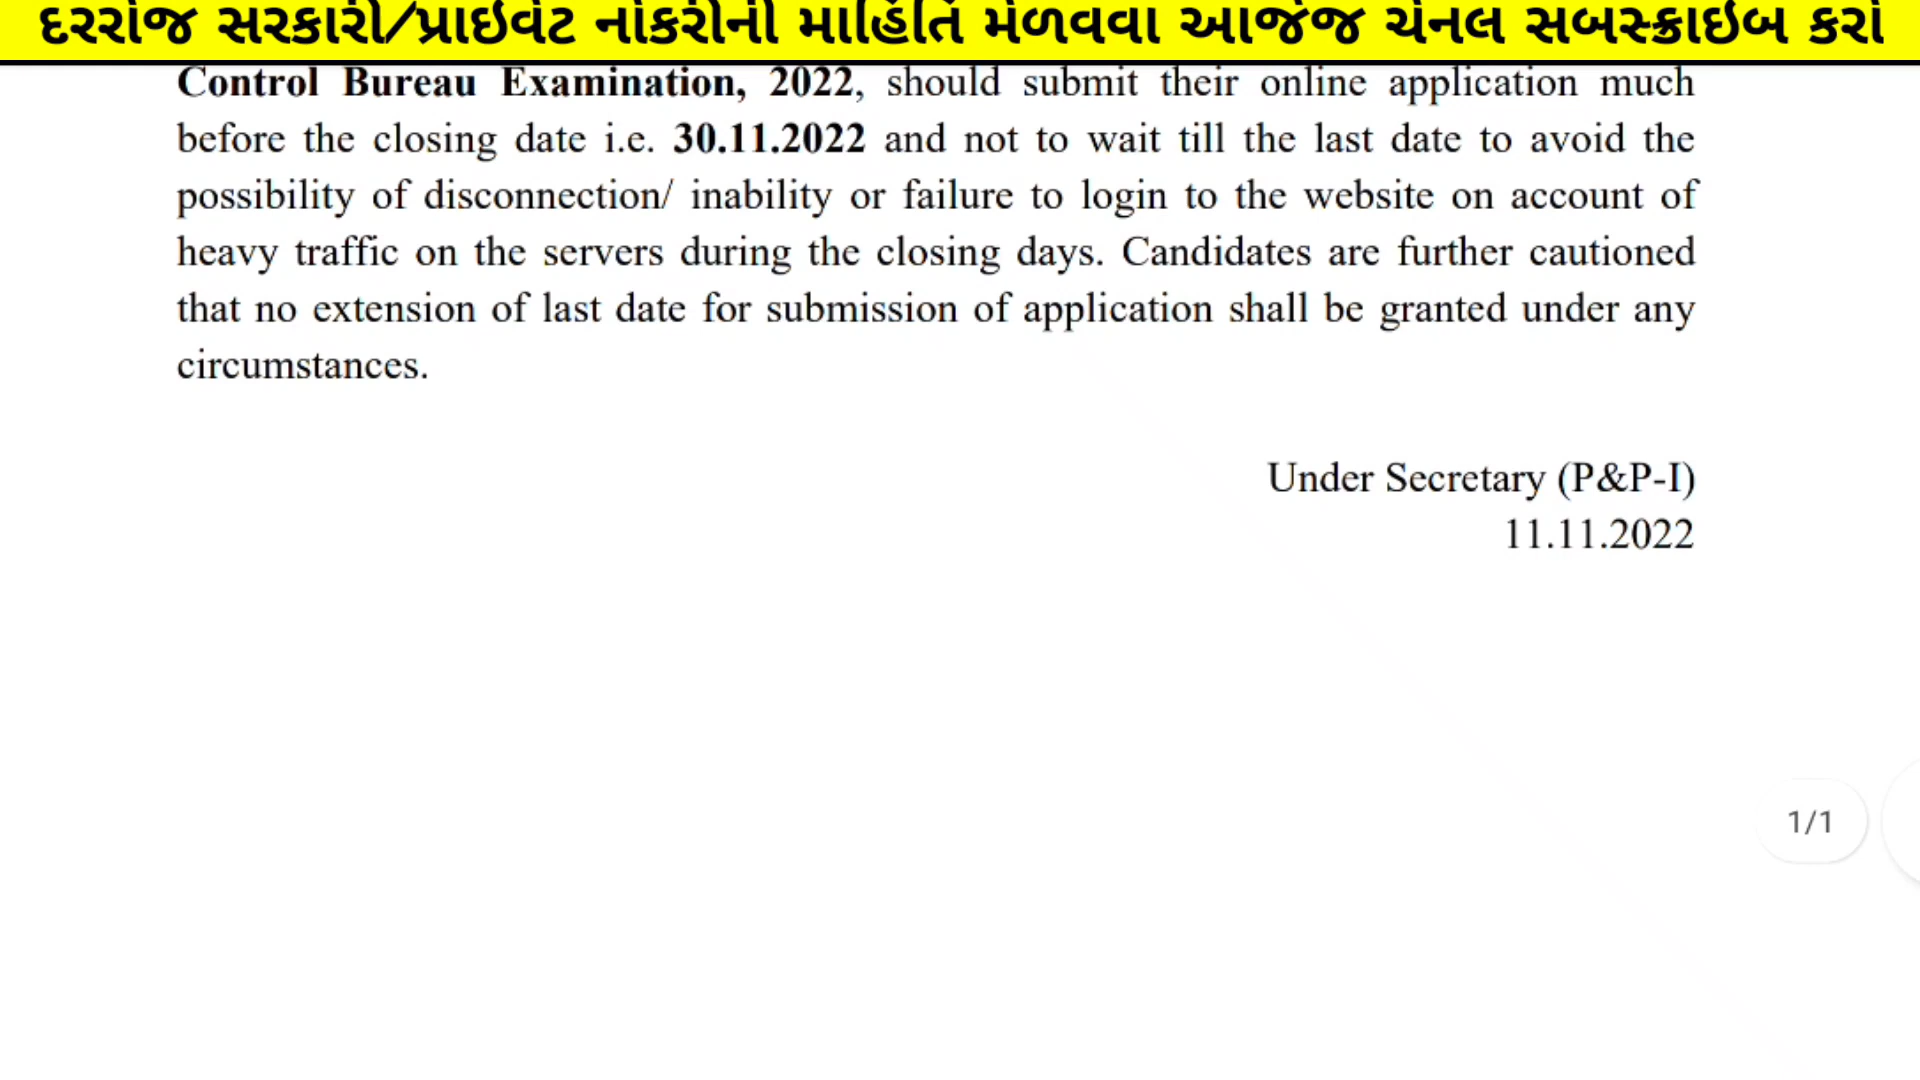 દરરોજ સરકારી/પ્રાઇવેટ નોકરીની માહિતિ મેળવવા આજેજ ચેનલ સબસ્ક્રાઇબ કરો
Control Bureau Examination, 2022, should submit their online application much
before the closing date i.e. 30.11.2022 and not to wait till the last date to avoid the
possibility of disconnection/ inability or failure to login to the website on account of
heavy traffic on the servers during the closing days. Candidates are further cautioned
that no extension of last date for submission of application shall be granted under any
circumstances.
Under Secretary (P&P-I)
11.11.2022
1/1